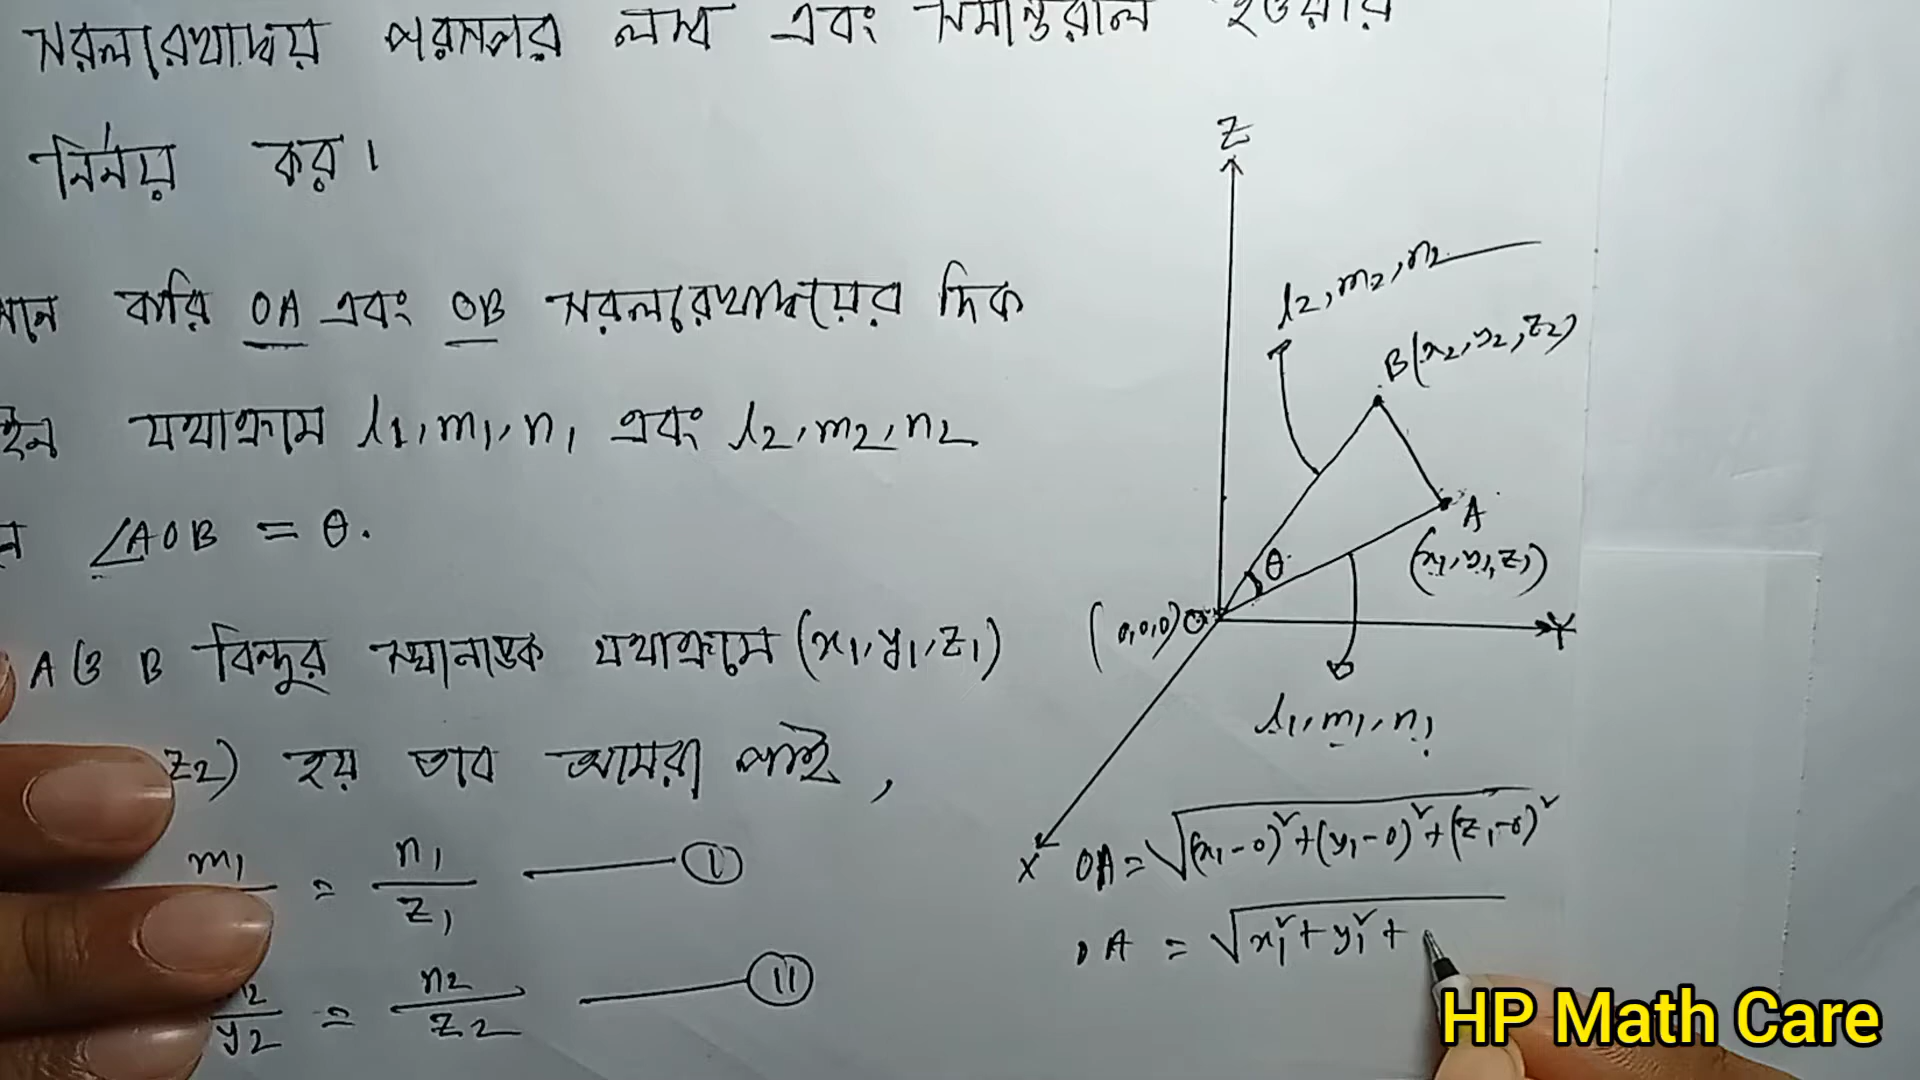 সরলরেখাদ্বয় পরস্পর লম্ব এবং সমান্তরাল হওয়ার
নির্ণয় কর।
মনে করি OA এবং OB সরলরেখাদ্বয়ের দিক
যথাক্রমে l1, m1, n1 এবং l2, m2, n2
∠AOB = θ.
A ও B বিন্দুর স্থানাঙ্ক যথাক্রমে (x1, y1, z1)
z2) হয় তবে আমরা পাই,
m1 = n1/z1 —— I
2/y2 = n2/z2 —— II
Z
l2, m2, n2
B(x2, y2, z2)
A
(x1, y1, z1)
θ
(0,0,0) O
Y
l1, m1, n1
X
OA = √(x1-0)²+(y1-0)²+(z1-0)²
OA = √x1²+y1²+
HP Math Care